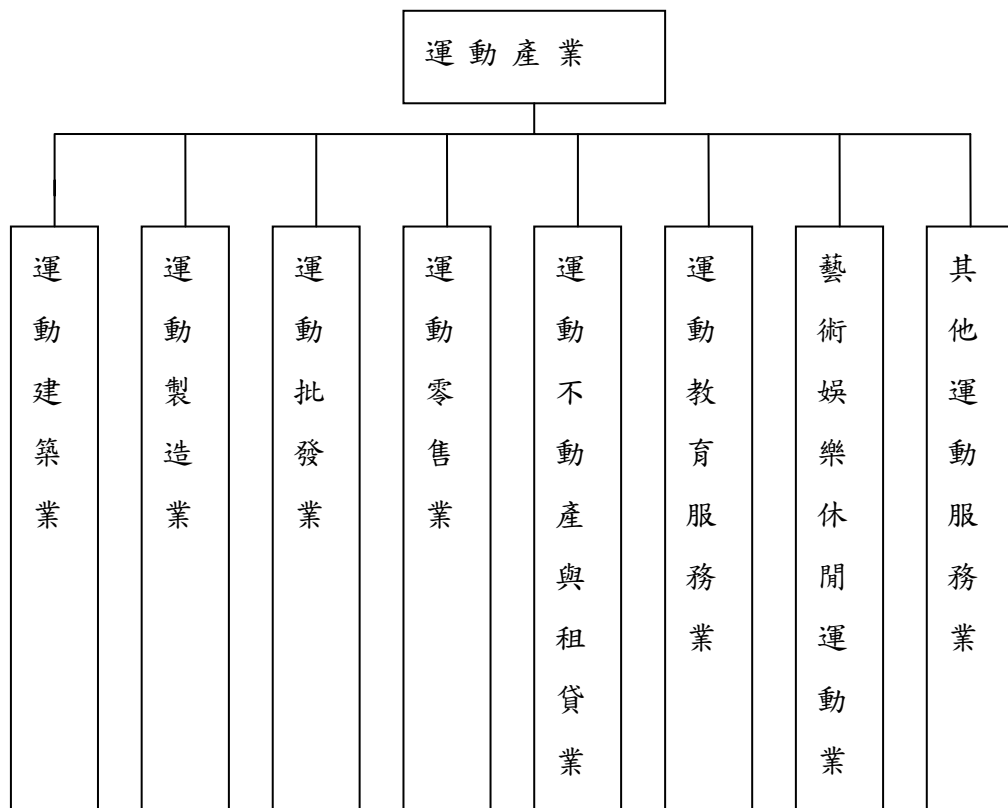 運動產業
運動建築業
運動製造業
運動批發業
運動零售業
運動不動產與租貸業
運動教育服務業
藝術娛樂休閒運動業
其他運動服務業